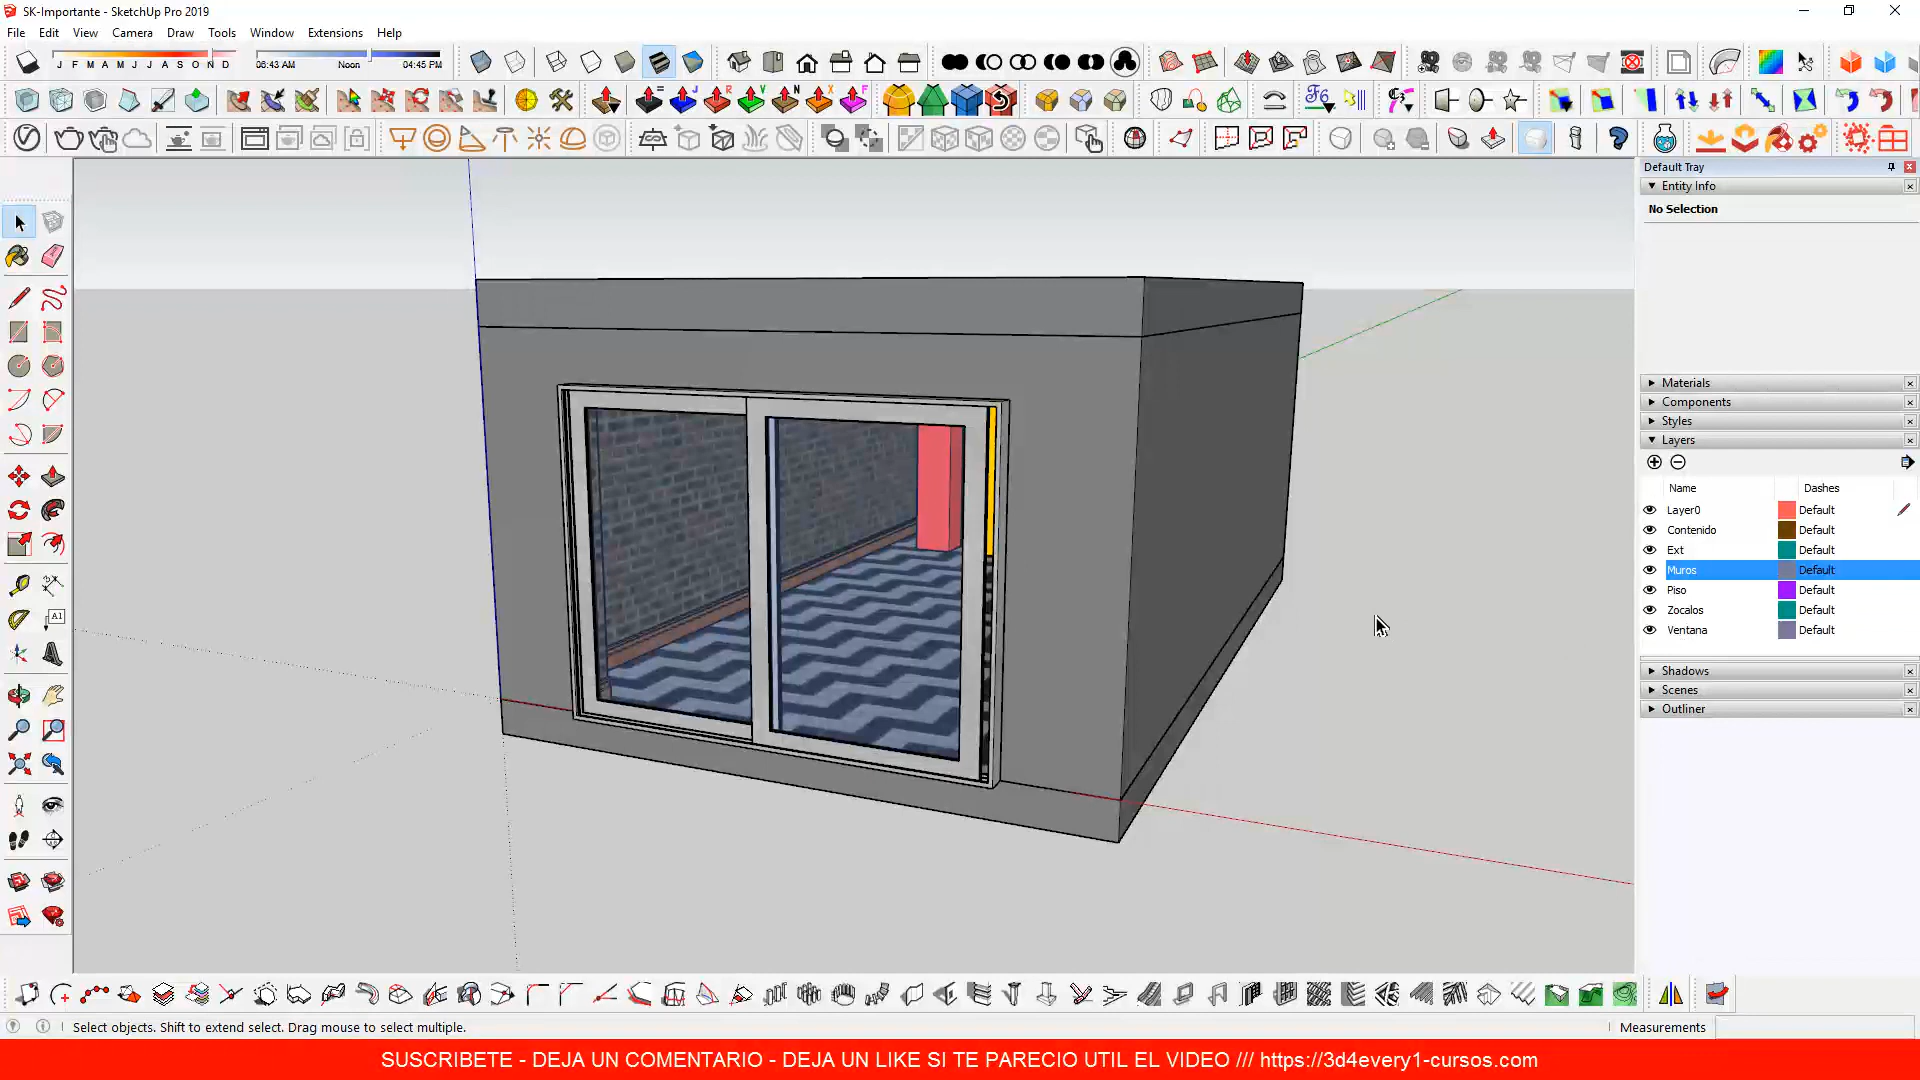 SK-Importante - SketchUp Pro 2019
File Edit View Camera Draw Tools Window Extensions Help
J F M A M J J A S O N D
06:43 AM Noon 04:45 PM
Default Tray
Entity Info
No Selection
Materials
Components
Styles
Layers
Name Dashes
Layer0 Default
Contenido Default
Ext Default
Muros Default
Piso Default
Zocalos Default
Ventana Default
Shadows
Scenes
Outliner
Select objects. Shift to extend select. Drag mouse to select multiple.
Measurements
SUSCRIBETE - DEJA UN COMENTARIO - DEJA UN LIKE SI TE PARECIO UTIL EL VIDEO /// https://3d4every1-cursos.com